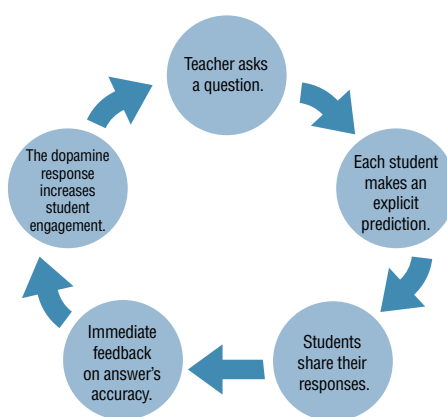 Teacher asks
a question.
Each student
makes an
explicit
prediction.
Students
share their
responses.
Immediate
feedback
on answer's
accuracy.
The dopamine
response
increases
student
engagement.